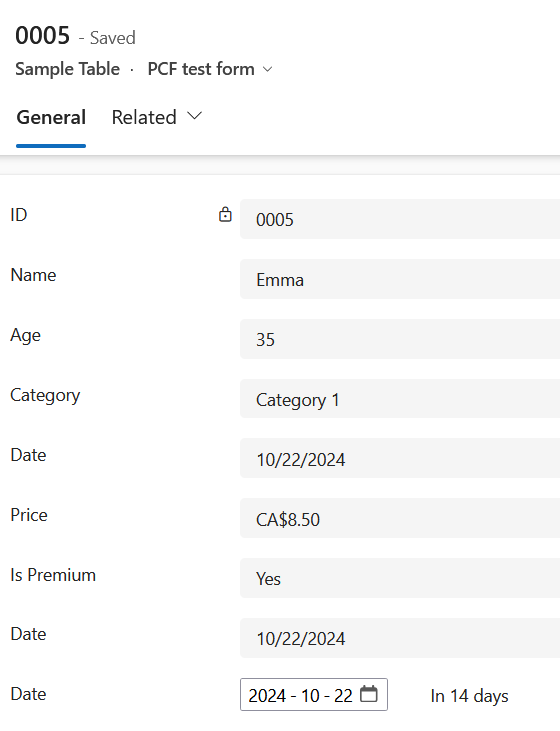 0005 - Saved
Sample Table · PCF test form
General Related
ID 0005
Name Emma
Age 35
Category Category 1
Date 10/22/2024
Price CA$8.50
Is Premium Yes
Date 10/22/2024
Date 2024 - 10 - 22 In 14 days